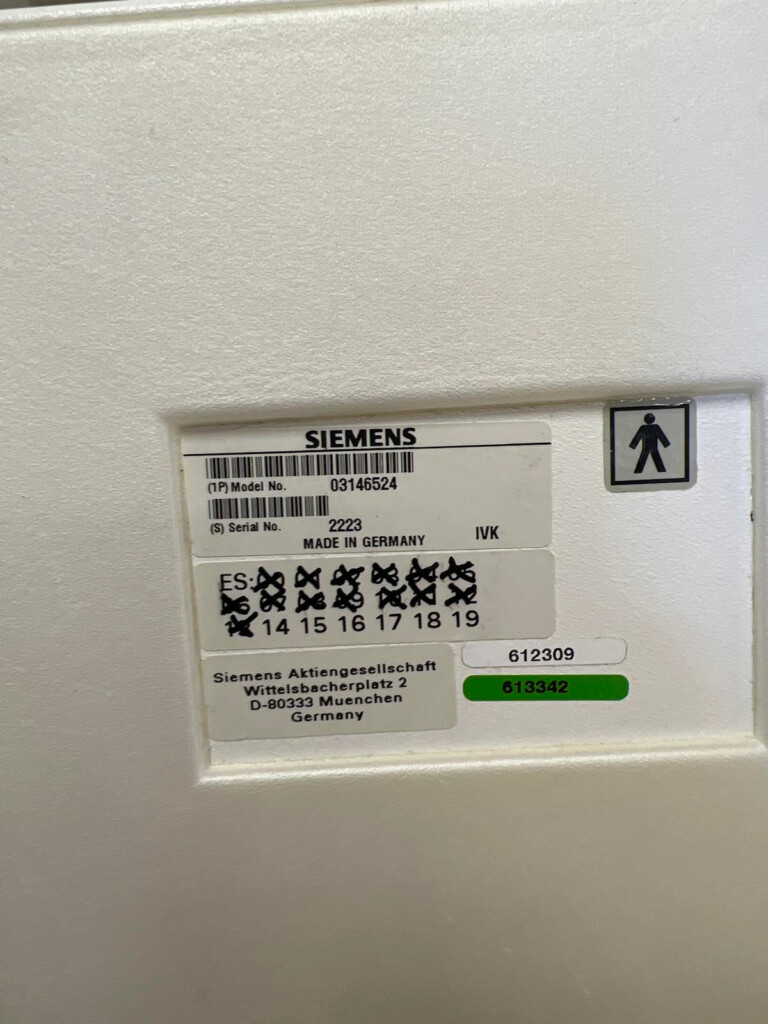 SIEMENS
(1P) Model No. 03146524
(S) Serial No. 2223
MADE IN GERMANY IVK
ES:
14 15 16 17 18 19
Siemens Aktiengesellschaft
Wittelsbacherplatz 2
D-80333 Muenchen
Germany
612309
613342